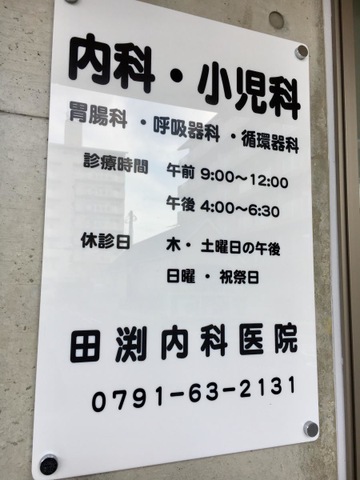 内科・小児科
胃腸科・呼吸器科・循環器科
診療時間 午前 9:00〜12:00
午後 4:00〜6:30
休診日 木・土曜日の午後
日曜・祝祭日
田渕内科医院
0791-63-2131